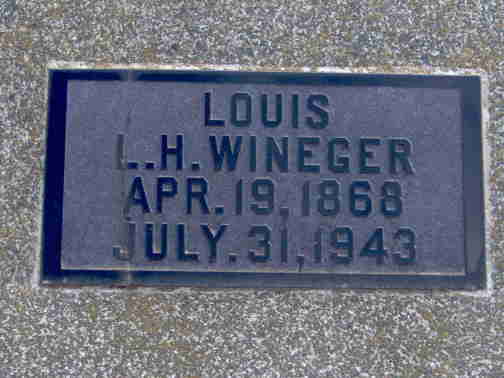 LOUIS
L.H. WINEGER
APR. 19, 1868
JULY. 31, 1943